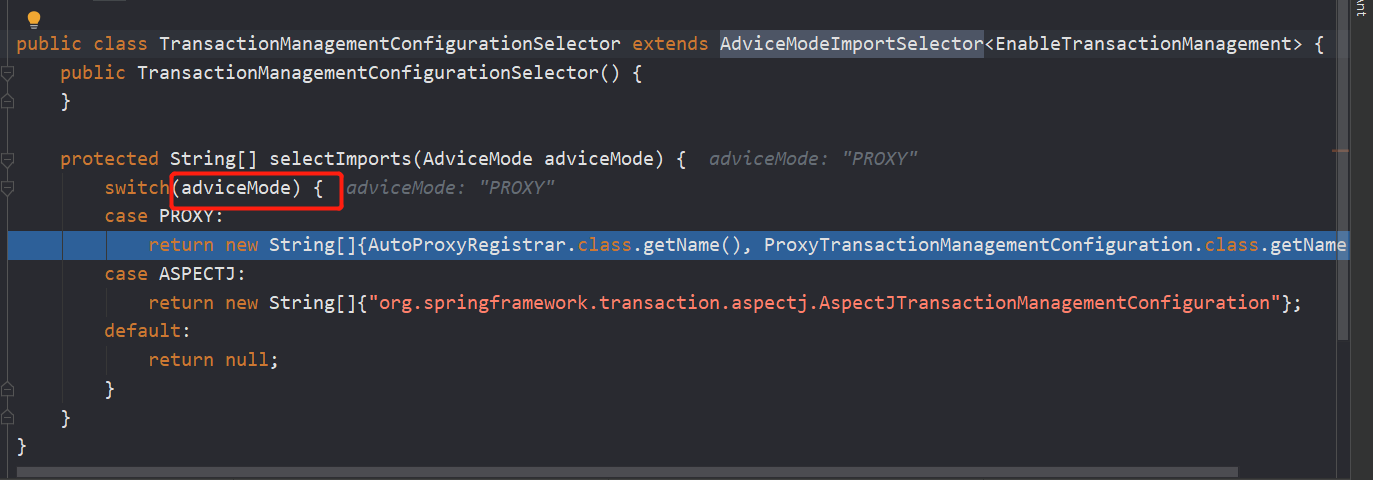 public class TransactionManagementConfigurationSelector extends AdviceModeImportSelector<EnableTransactionManagement> {
    public TransactionManagementConfigurationSelector() {
    }
    protected String[] selectImports(AdviceMode adviceMode) {  adviceMode: "PROXY"
        switch(adviceMode) {  adviceMode: "PROXY"
        case PROXY:
            return new String[]{AutoProxyRegistrar.class.getName(), ProxyTransactionManagementConfiguration.class.getName
        case ASPECTJ:
            return new String[]{"org.springframework.transaction.aspectj.AspectJTransactionManagementConfiguration"};
        default:
            return null;
        }
    }
}
Ant